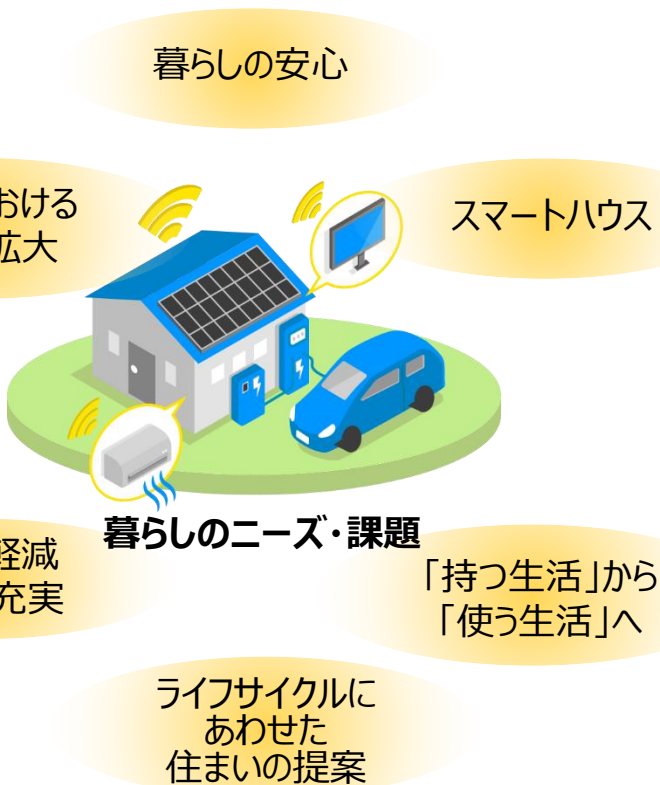 暮らしの安心
おける
拡大
スマートハウス
暮らしのニーズ・課題
軽減
充実
「持つ生活」から
「使う生活」へ
ライフサイクルに
あわせた
住まいの提案